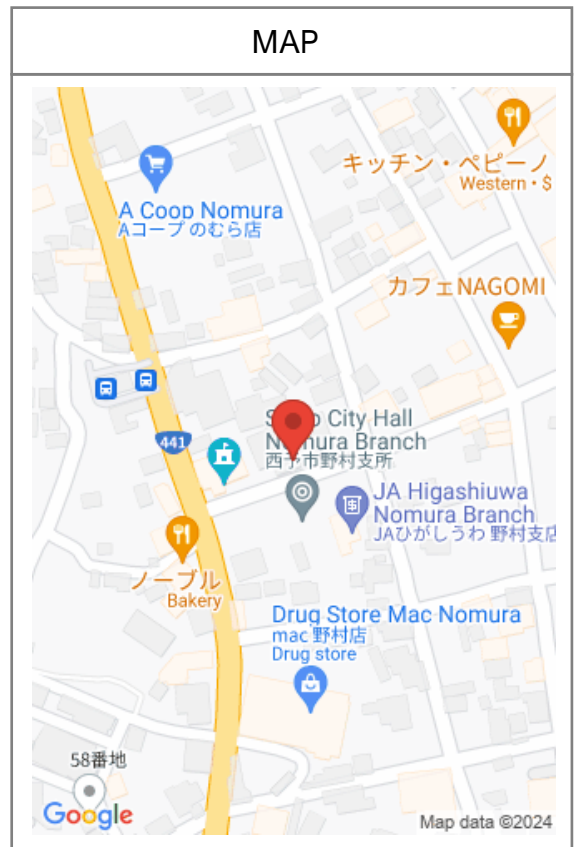 MAP
キッチン・ペピーノ
Western • $
A Coop Nomura
Aコープ のむら店
カフェNAGOMI
City Hall
Nomura Branch
西予市野村支所
441
JA Higashiuwa
Nomura Branch
JAひがしうわ 野村支店
ノーブル
Bakery
Drug Store Mac Nomura
mac 野村店
Drug store
58番地
Google
Map data ©2024